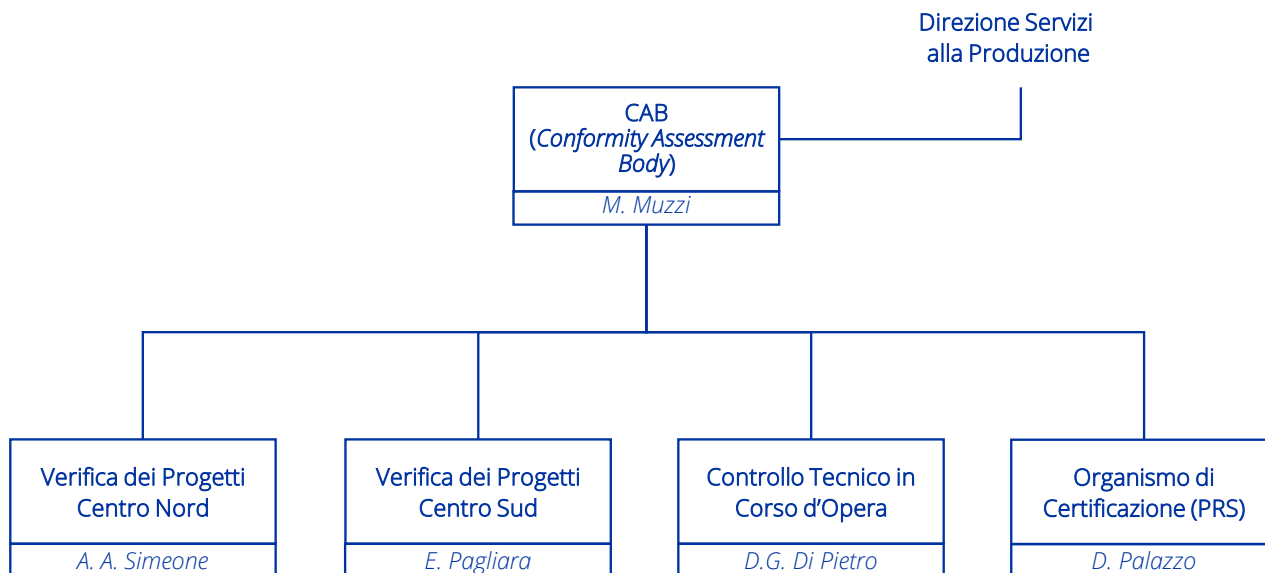 Direzione Servizi
alla Produzione
CAB
(Conformity Assessment
Body)
M. Muzzi
Verifica dei Progetti
Centro Nord
A. A. Simeone
Verifica dei Progetti
Centro Sud
E. Pagliara
Controllo Tecnico in
Corso d’Opera
D.G. Di Pietro
Organismo di
Certificazione (PRS)
D. Palazzo